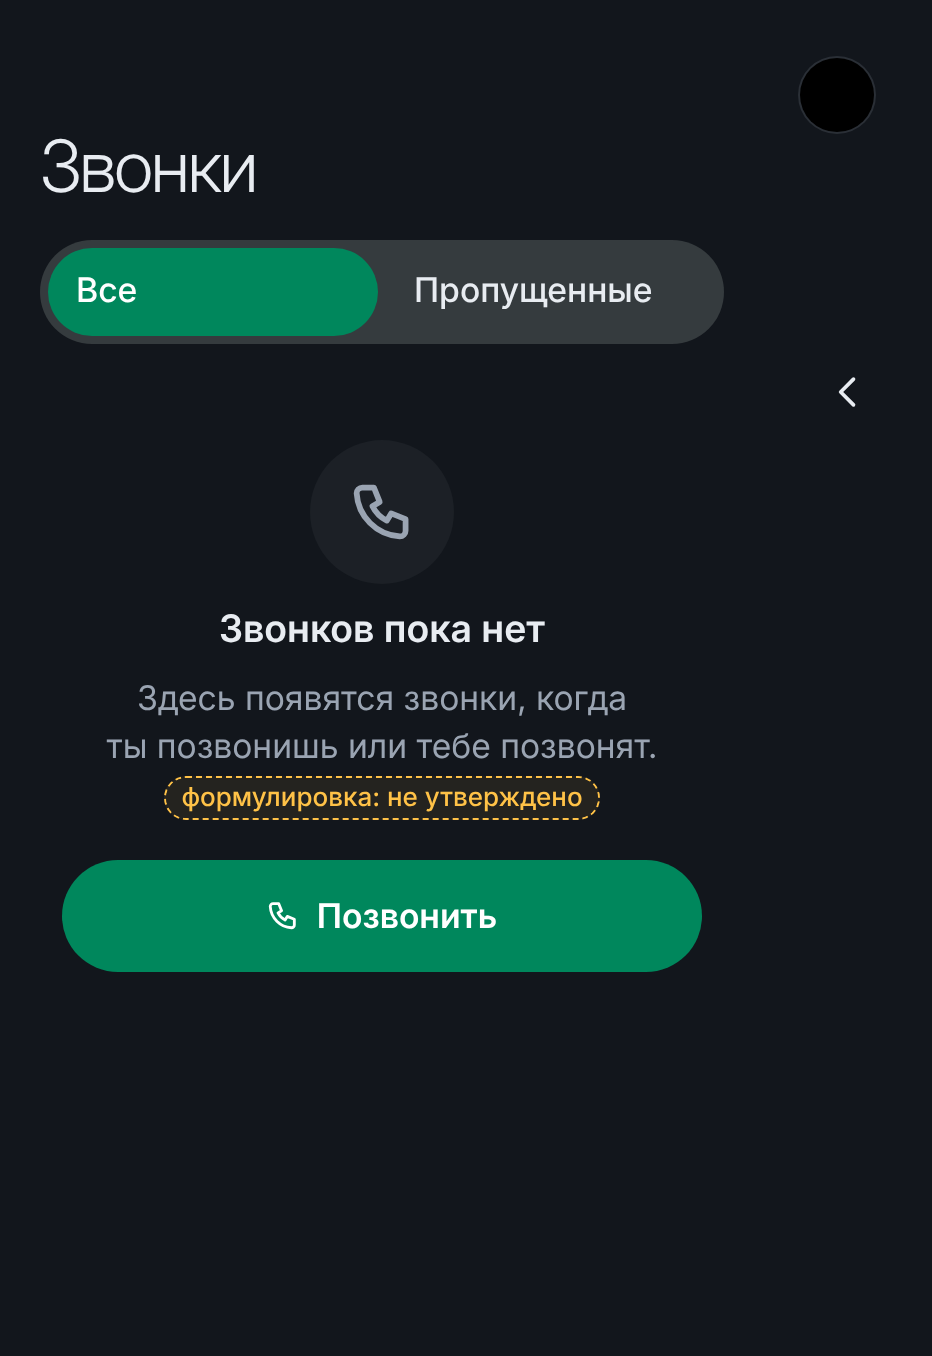 Звонки
Все
Пропущенные
Звонков пока нет
Здесь появятся звонки, когда
ты позвонишь или тебе позвонят.
формулировка: не утверждено
Позвонить